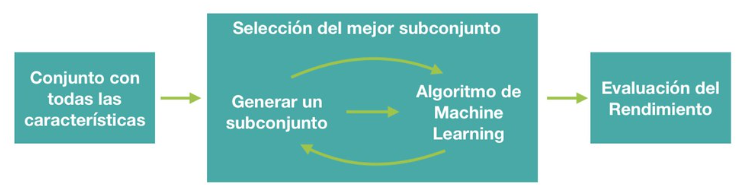 Selección del mejor subconjunto
Conjunto con
todas las
características
Generar un
subconjunto
Algoritmo de
Machine
Learning
Evaluación del
Rendimiento